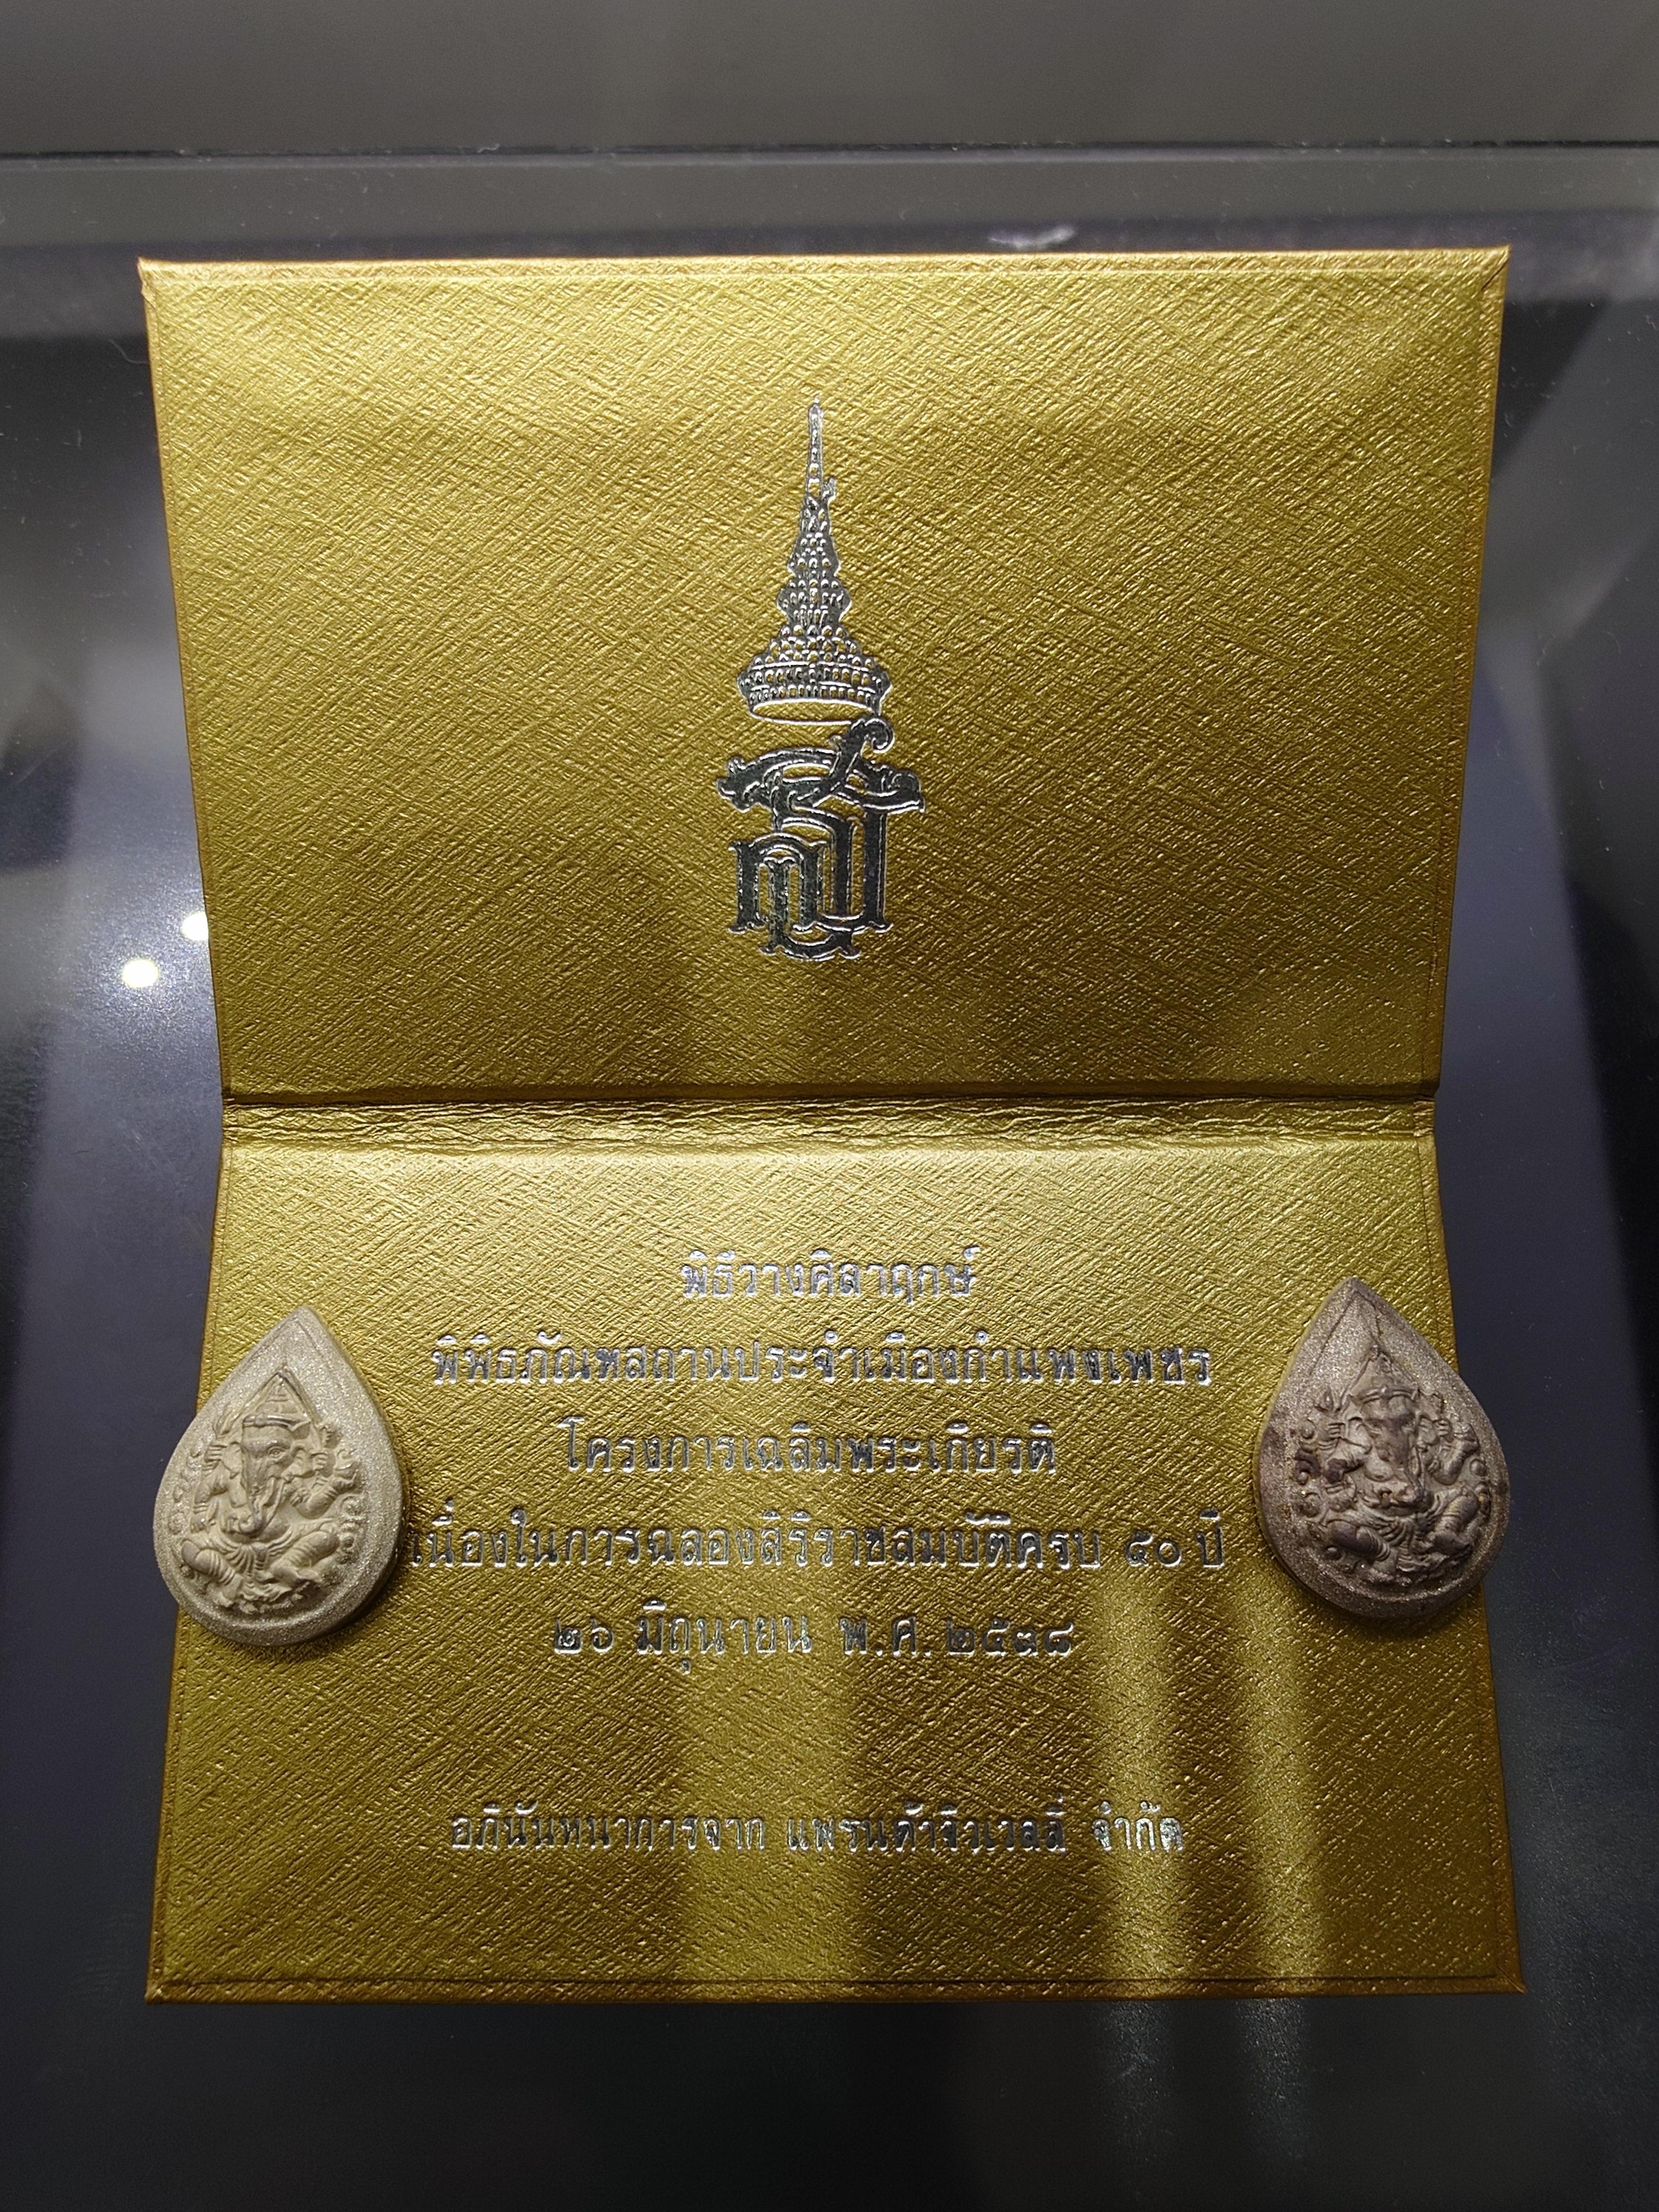 พิธีวางศิลาฤกษ์
พิพิธภัณฑสถานประจำเมืองกำแพงเพชร
โครงการเฉลิมพระเกียรติ
เนื่องในการฉลองสิริราชสมบัติครบ ๕๐ ปี
๒๖ มิถุนายน พ.ศ. ๒๕๓๘
อภินันทนาการจาก แพรนด้าจิวเวลลี่ จำกัด